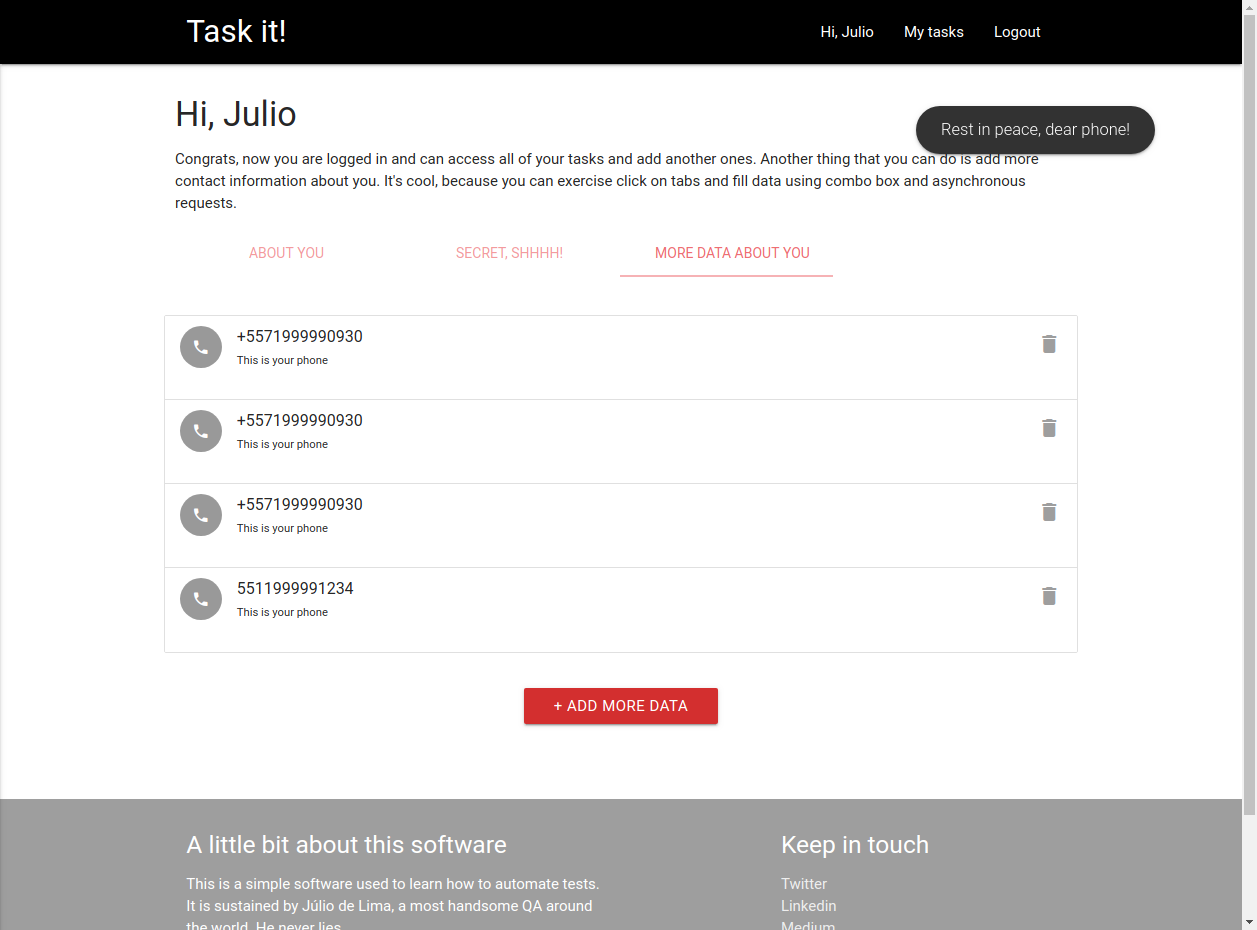 Task it!
Hi, Julio
My tasks
Logout
Hi, Julio
Rest in peace, dear phone!
Congrats, now you are logged in and can access all of your tasks and add another ones. Another thing that you can do is add more
contact information about you. It's cool, because you can exercise click on tabs and fill data using combo box and asynchronous
requests.
ABOUT YOU
SECRET, SHHHH!
MORE DATA ABOUT YOU
+5571999990930
This is your phone
+5571999990930
This is your phone
+5571999990930
This is your phone
5511999991234
This is your phone
+ ADD MORE DATA
A little bit about this software
This is a simple software used to learn how to automate tests.
It is sustained by Júlio de Lima, a most handsome QA around
the world. He never lies.
Keep in touch
Twitter
Linkedin
Medium